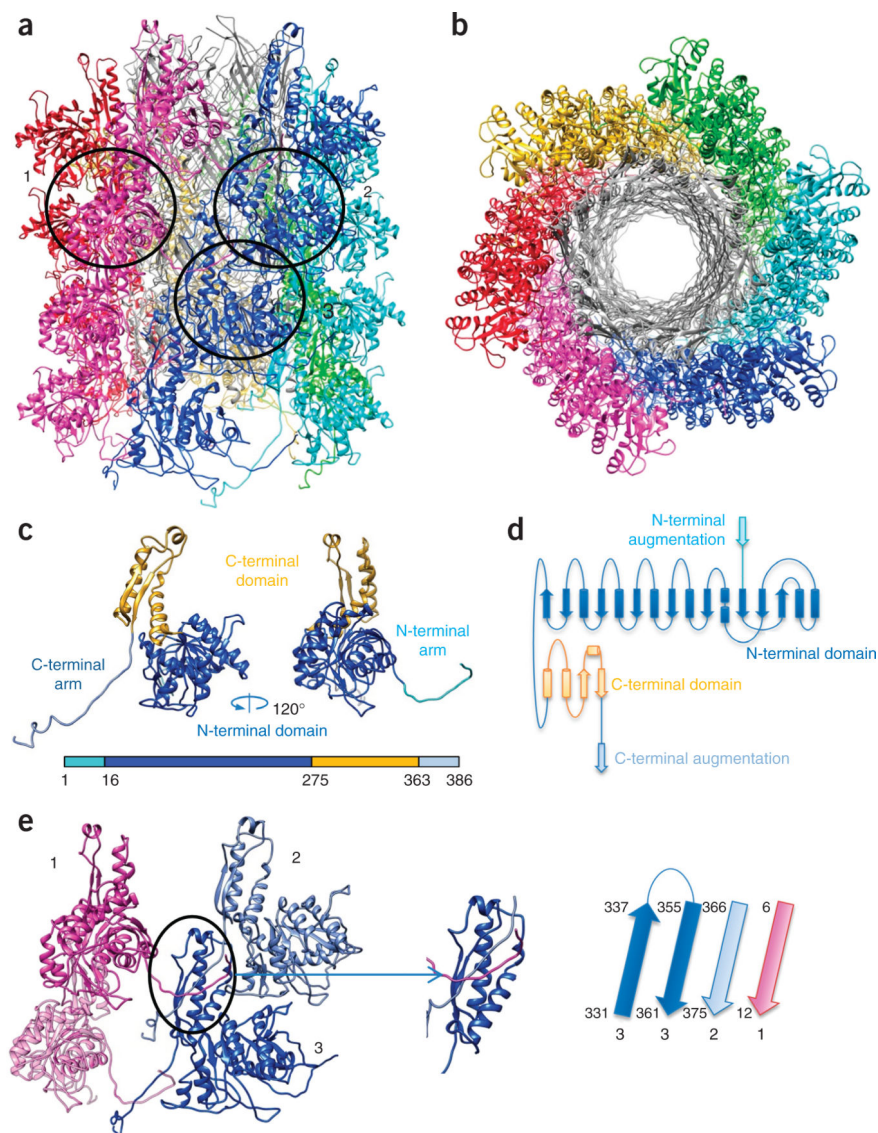 a
b
1
2
3
c
C-terminal
domain
N-terminal
arm
C-terminal
arm
120°
N-terminal domain
1
16
275
363
386
d
N-terminal
augmentation
N-terminal domain
C-terminal domain
C-terminal augmentation
e
1
2
3
337
355
366
6
331
361
375
12
3
3
2
1